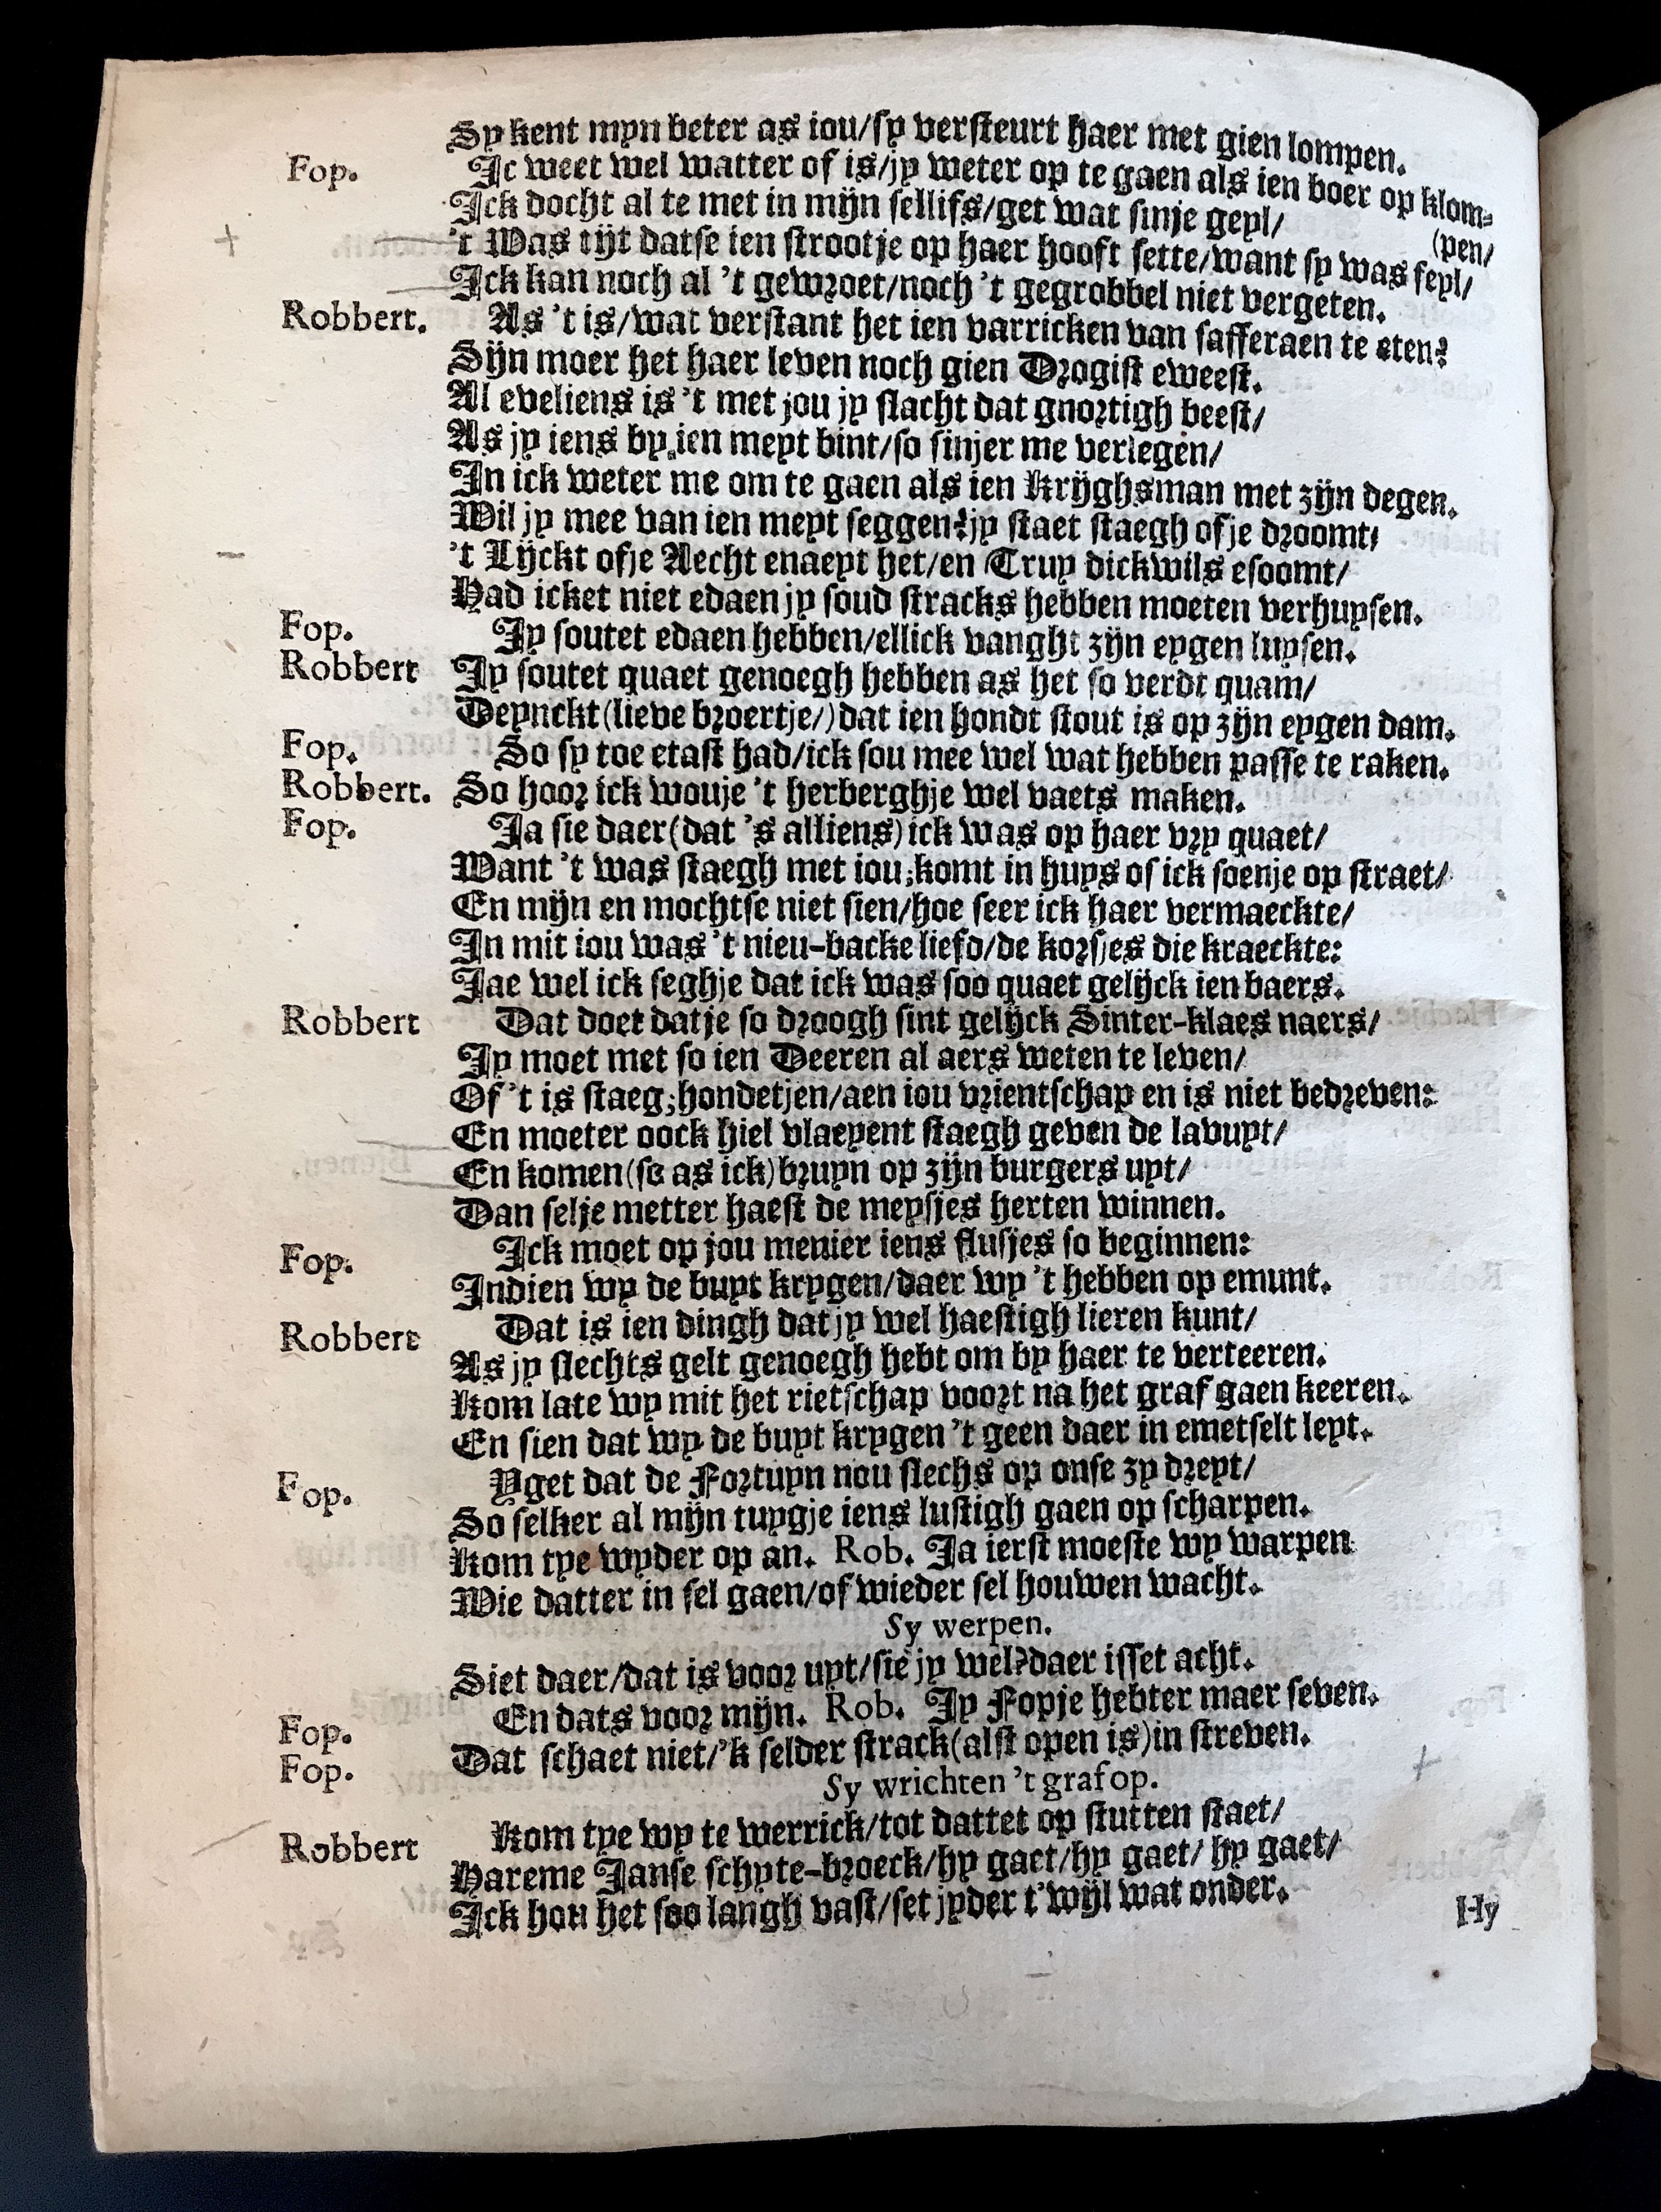 Sy kent myn beter as iou/sy versteurt haer met gien lompen.
Fop. Ic weet wel watter of is/jy weter op te gaen als ien boer op klom-
(pen/
Ick docht al te met in mijn sellifs/get wat sinje geyl/
't Was tijt datse ien strootje op haer hooft sette/want sy was feyl/
Ick kan noch al 't gewroet/noch 't gegrobbel niet vergeten.
Robbert. As 't is/wat verstant het ien varricken van safferaen te eten?
Sijn moer het haer leven noch gien Drogist eweest.
Al eveliens is 't met jou jy slacht dat gnortigh beest/
As jy iens by ien meyt bint/so sinjer me verlegen/
In ick weter me om te gaen als ien Krijghsman met zijn degen.
Wil jy mee van ien meyt seggen?jy staet staegh ofje droomt/
't Lijckt ofje Aecht enaeyt het/en Truy dickwils esoomt/
Had icket niet edaen jy soud stracks hebben moeten verhuysen.
Fop. Jy soutet edaen hebben/ellick vanght zijn eygen luysen.
Robbert Jy soutet quaet genoegh hebben as het so verdt quam/
Deynckt(lieve broertje/)dat ien hondt stout is op zijn eygen dam.
Fop. So sy toe etast had/ick sou mee wel wat hebben passe te raken.
Robbert. So hoor ick wouje 't herberghje wel vaets maken.
Fop. Ja sie daer(dat 's alliens)ick was op haer vry quaet/
Want 't was staegh met iou;komt in huys of ick soenje op straet/
En mijn en mochtse niet sien/hoe seer ick haer vermaeckte/
In mit iou was 't nieu-backe liefd/de korsjes die kraeckte:
Jae wel ick seghje dat ick was soo quaet gelijck ien baers.
Robbert Dat doet datje so droogh sint gelijck Sinter-klaes naers/
Jy moet met so ien Deeren al aers weten te leven/
Of 't is staeg;hondetjen/aen iou vrientschap en is niet bedreven:
En moeter oock hiel vlaeyent staegh geven de lavuyt/
En komen(so as ick)bruyn op zijn burgers uyt/
Dan selje metter haest de meysjes herten winnen.
Fop. Ick moet op jou menier iens flusjes so beginnen:
Indien wy de buyt krygen/daer wy 't hebben op emunt.
Robbert Dat is ien dingh dat jy wel haestigh lieren kunt/
As jy slechts gelt genoegh hebt om by haer te verteeren.
Kom late wy mit het rietschap voort na het graf gaen keeren.
En sien dat wy de buyt krygen 't geen daer in emetselt leyt.
Fop. Yget dat de Fortuyn nou slechs op onse zy dreyt/
So selker al mijn tuygje iens lustigh gaen op scharpen.
Kom tye wyder op an. Rob. Ja ierst moeste wy warpen
Wie datter in sel gaen/of wieder sel houwen wacht.
Sy werpen.
Siet daer/dat is voor uyt/sie jy wel?daer isset acht.
Fop. En dats voor mijn. Rob. Jy Fopje hebter maer seven.
Fop. Dat schaet niet/'k selder strack(alst open is)in streven.
Sy wrichten 't graf op.
Robbert Kom tye wy te werrick/tot dattet op stutten staet/
Hareme Janse schyte-broeck/hy gaet/hy gaet/ hy gaet/
Ick hou het soo langh vast/set jyder t'wijl wat onder.
Hy